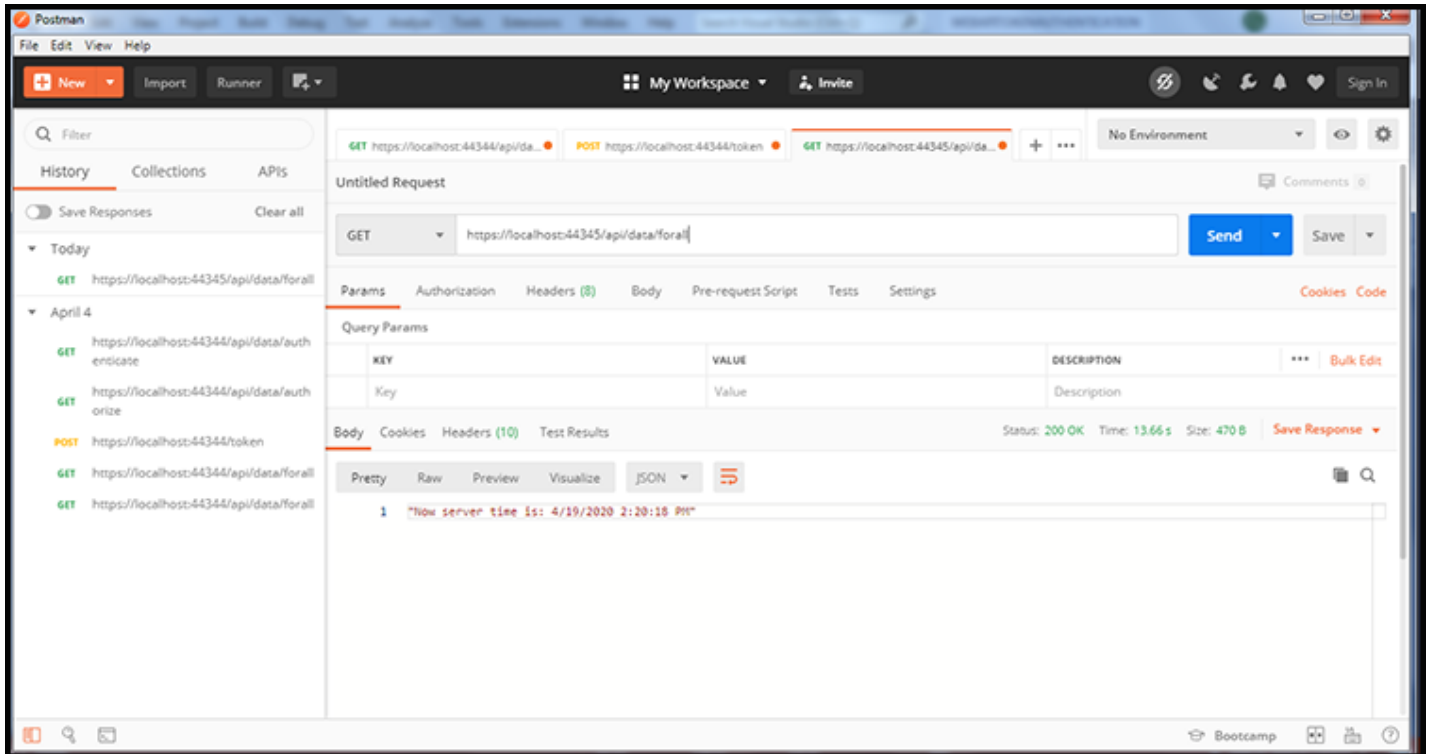 Postman
File Edit View Help
New Import Runner My Workspace Invite Sign In
Filter
History Collections APIs
Save Responses Clear all
Today
GET https://localhost:44345/api/data/forall
April 4
GET https://localhost:44344/api/data/auth
enticate
GET https://localhost:44344/api/data/auth
orize
POST https://localhost:44344/token
GET https://localhost:44344/api/data/forall
GET https://localhost:44344/api/data/forall
GET https://localhost:44344/api/da... POST https://localhost:44344/token GET https://localhost:44345/api/da... + ••• No Environment
Untitled Request Comments 0
GET https://localhost:44345/api/data/forall Send Save
Params Authorization Headers (8) Body Pre-request Script Tests Settings Cookies Code
Query Params
KEY VALUE DESCRIPTION ••• Bulk Edit
Key Value Description
Body Cookies Headers (10) Test Results Status: 200 OK Time: 13.66 s Size: 470 B Save Response
Pretty Raw Preview Visualize JSON
1 "Now server time is: 4/19/2020 2:20:18 PM"
Bootcamp